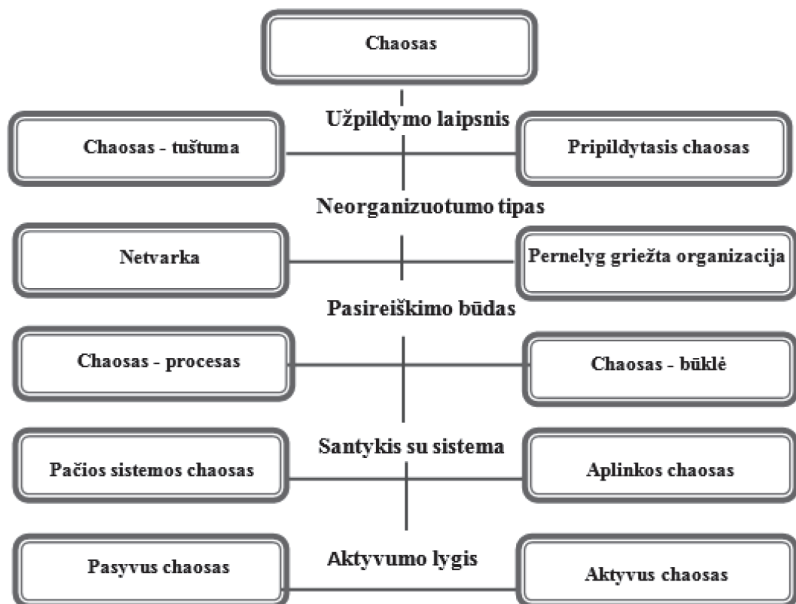 Chaosas
Užpildymo laipsnis
Chaosas - tuštuma
Pripildytasis chaosas
Neorganizuotumo tipas
Netvarka
Pernelyg griežta organizacija
Pasireiškimo būdas
Chaosas - procesas
Chaosas - būklė
Santykis su sistema
Pačios sistemos chaosas
Aplinkos chaosas
Aktyvumo lygis
Pasyvus chaosas
Aktyvus chaosas